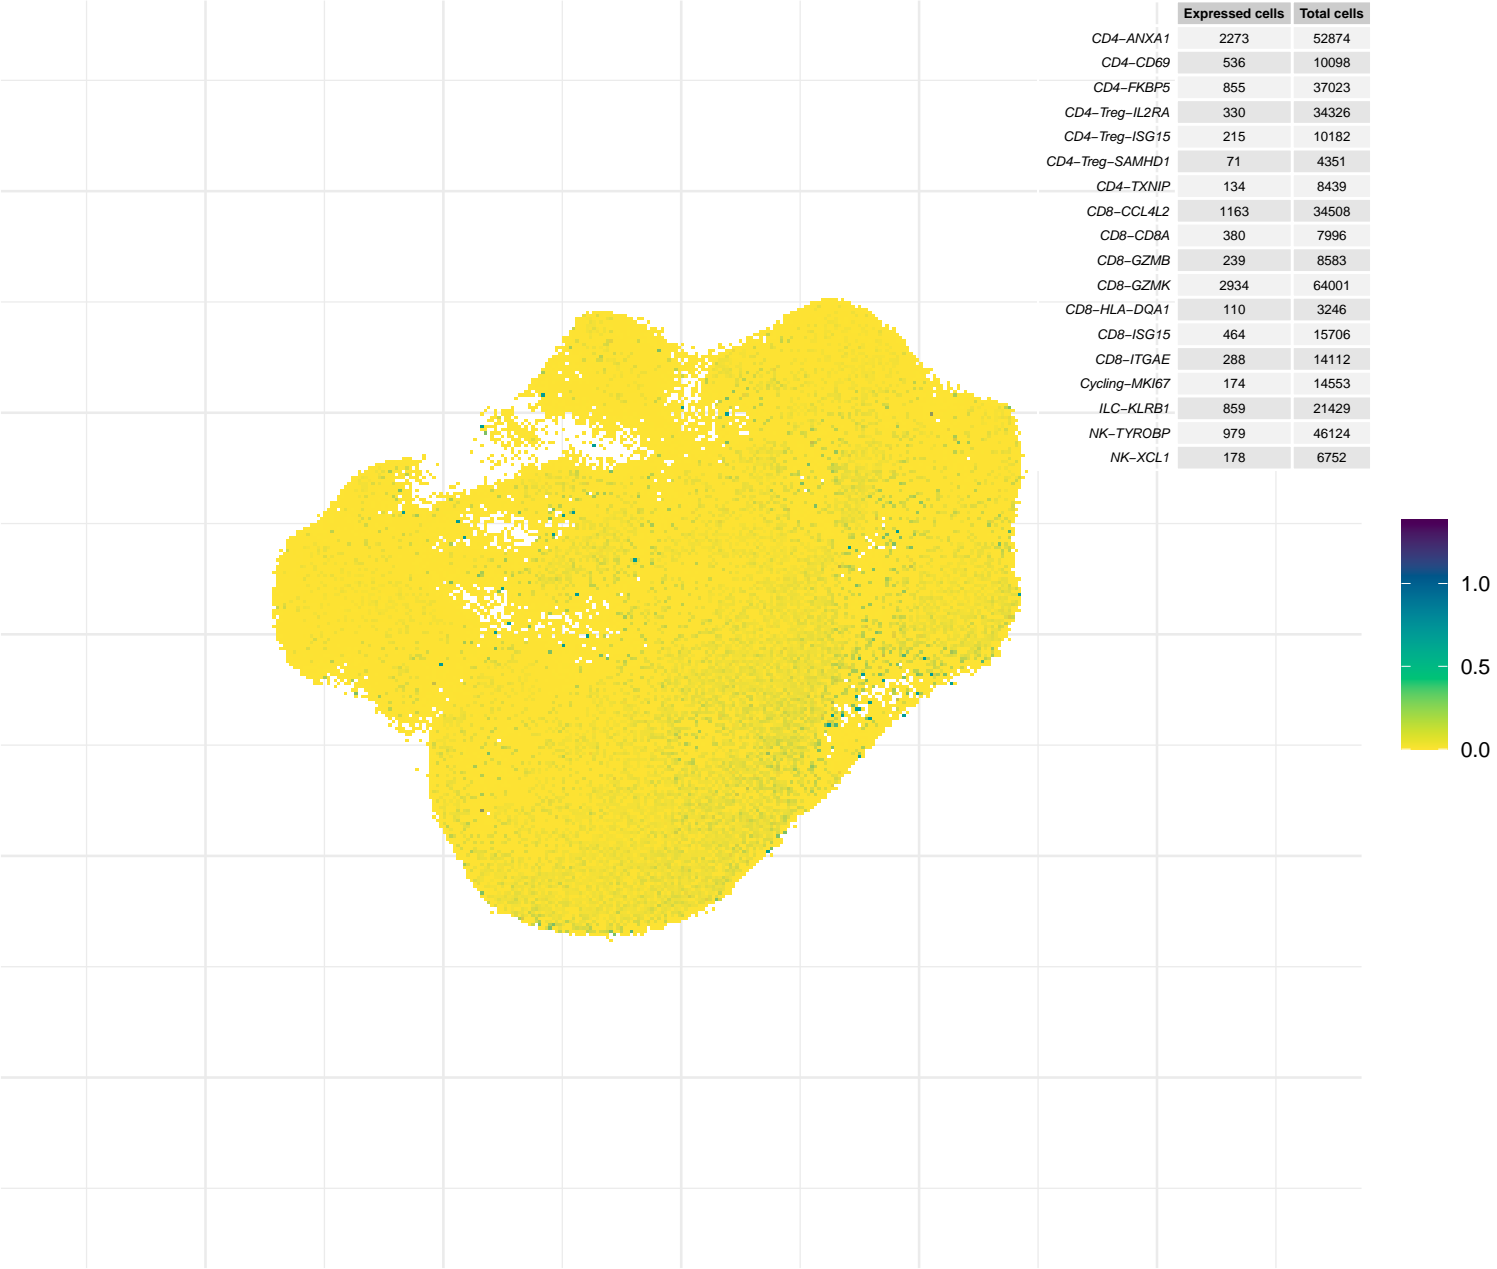 Expressed cells Total cells
CD4−ANXA1 2273 52874
CD4−CD69 536 10098
CD4−FKBP5 855 37023
CD4−Treg−IL2RA 330 34326
CD4−Treg−ISG15 215 10182
CD4−Treg−SAMHD1 71 4351
CD4−TXNIP 134 8439
CD8−CCL4L2 1163 34508
CD8−CD8A 380 7996
CD8−GZMB 239 8583
CD8−GZMK 2934 64001
CD8−HLA−DQA1 110 3246
CD8−ISG15 464 15706
CD8−ITGAE 288 14112
Cycling−MKI67 174 14553
ILC−KLRB1 859 21429
NK−TYROBP 979 46124
NK−XCL1 178 6752
1.0
0.5
0.0